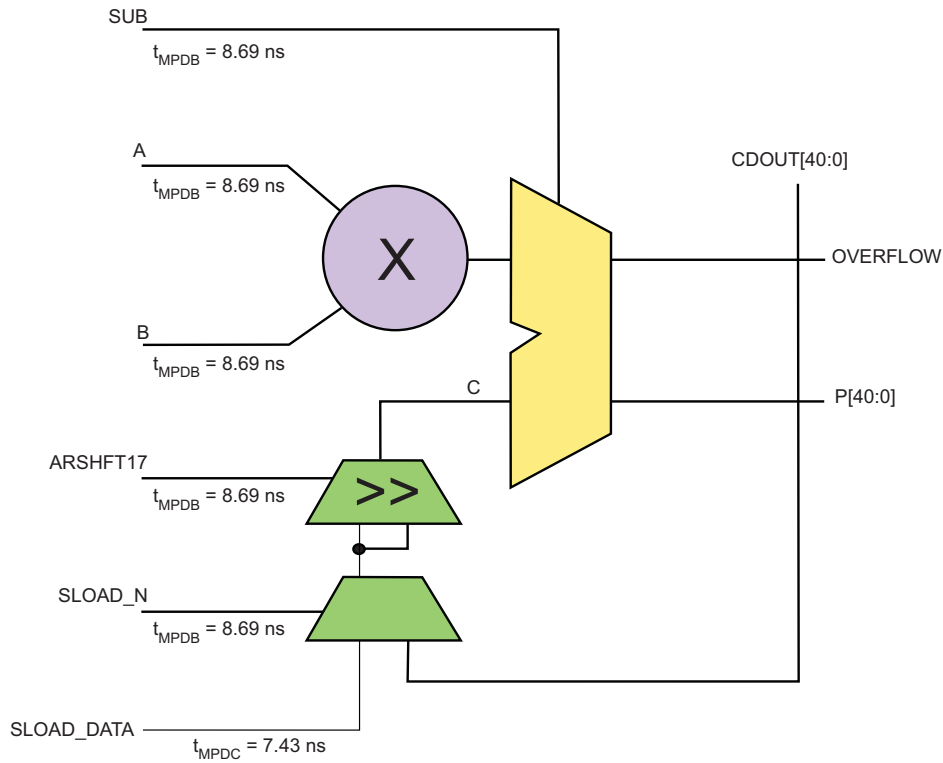 SUB
tMPDB = 8.69 ns
A
tMPDB = 8.69 ns
CDOUT[40:0]
X
OVERFLOW
B
tMPDB = 8.69 ns
C
P[40:0]
ARSHFT17
>>
tMPDB = 8.69 ns
SLOAD_N
tMPDB = 8.69 ns
SLOAD_DATA
tMPDC = 7.43 ns